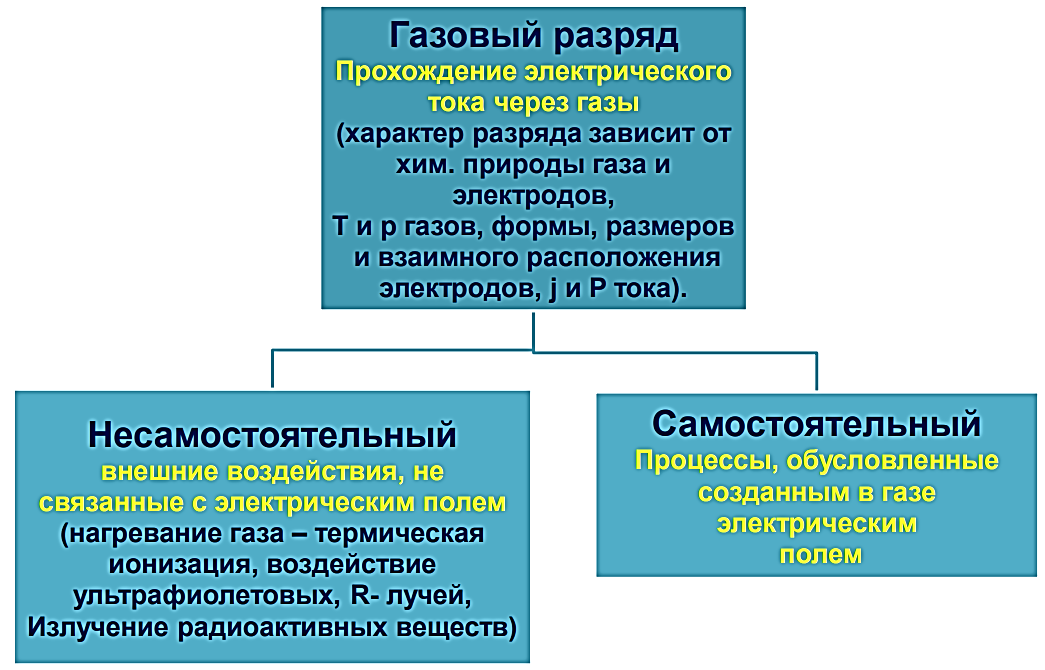 Газовый разряд
Прохождение электрического
тока через газы
(характер разряда зависит от
хим. природы газа и
электродов,
Т и р газов, формы, размеров
и взаимного расположения
электродов, j и Р тока).
Несамостоятельный
внешние воздействия, не
связанные с электрическим полем
(нагревание газа – термическая
ионизация, воздействие
ультрафиолетовых, R- лучей,
Излучение радиоактивных веществ)
Самостоятельный
Процессы, обусловленные
созданным в газе
электрическим
полем